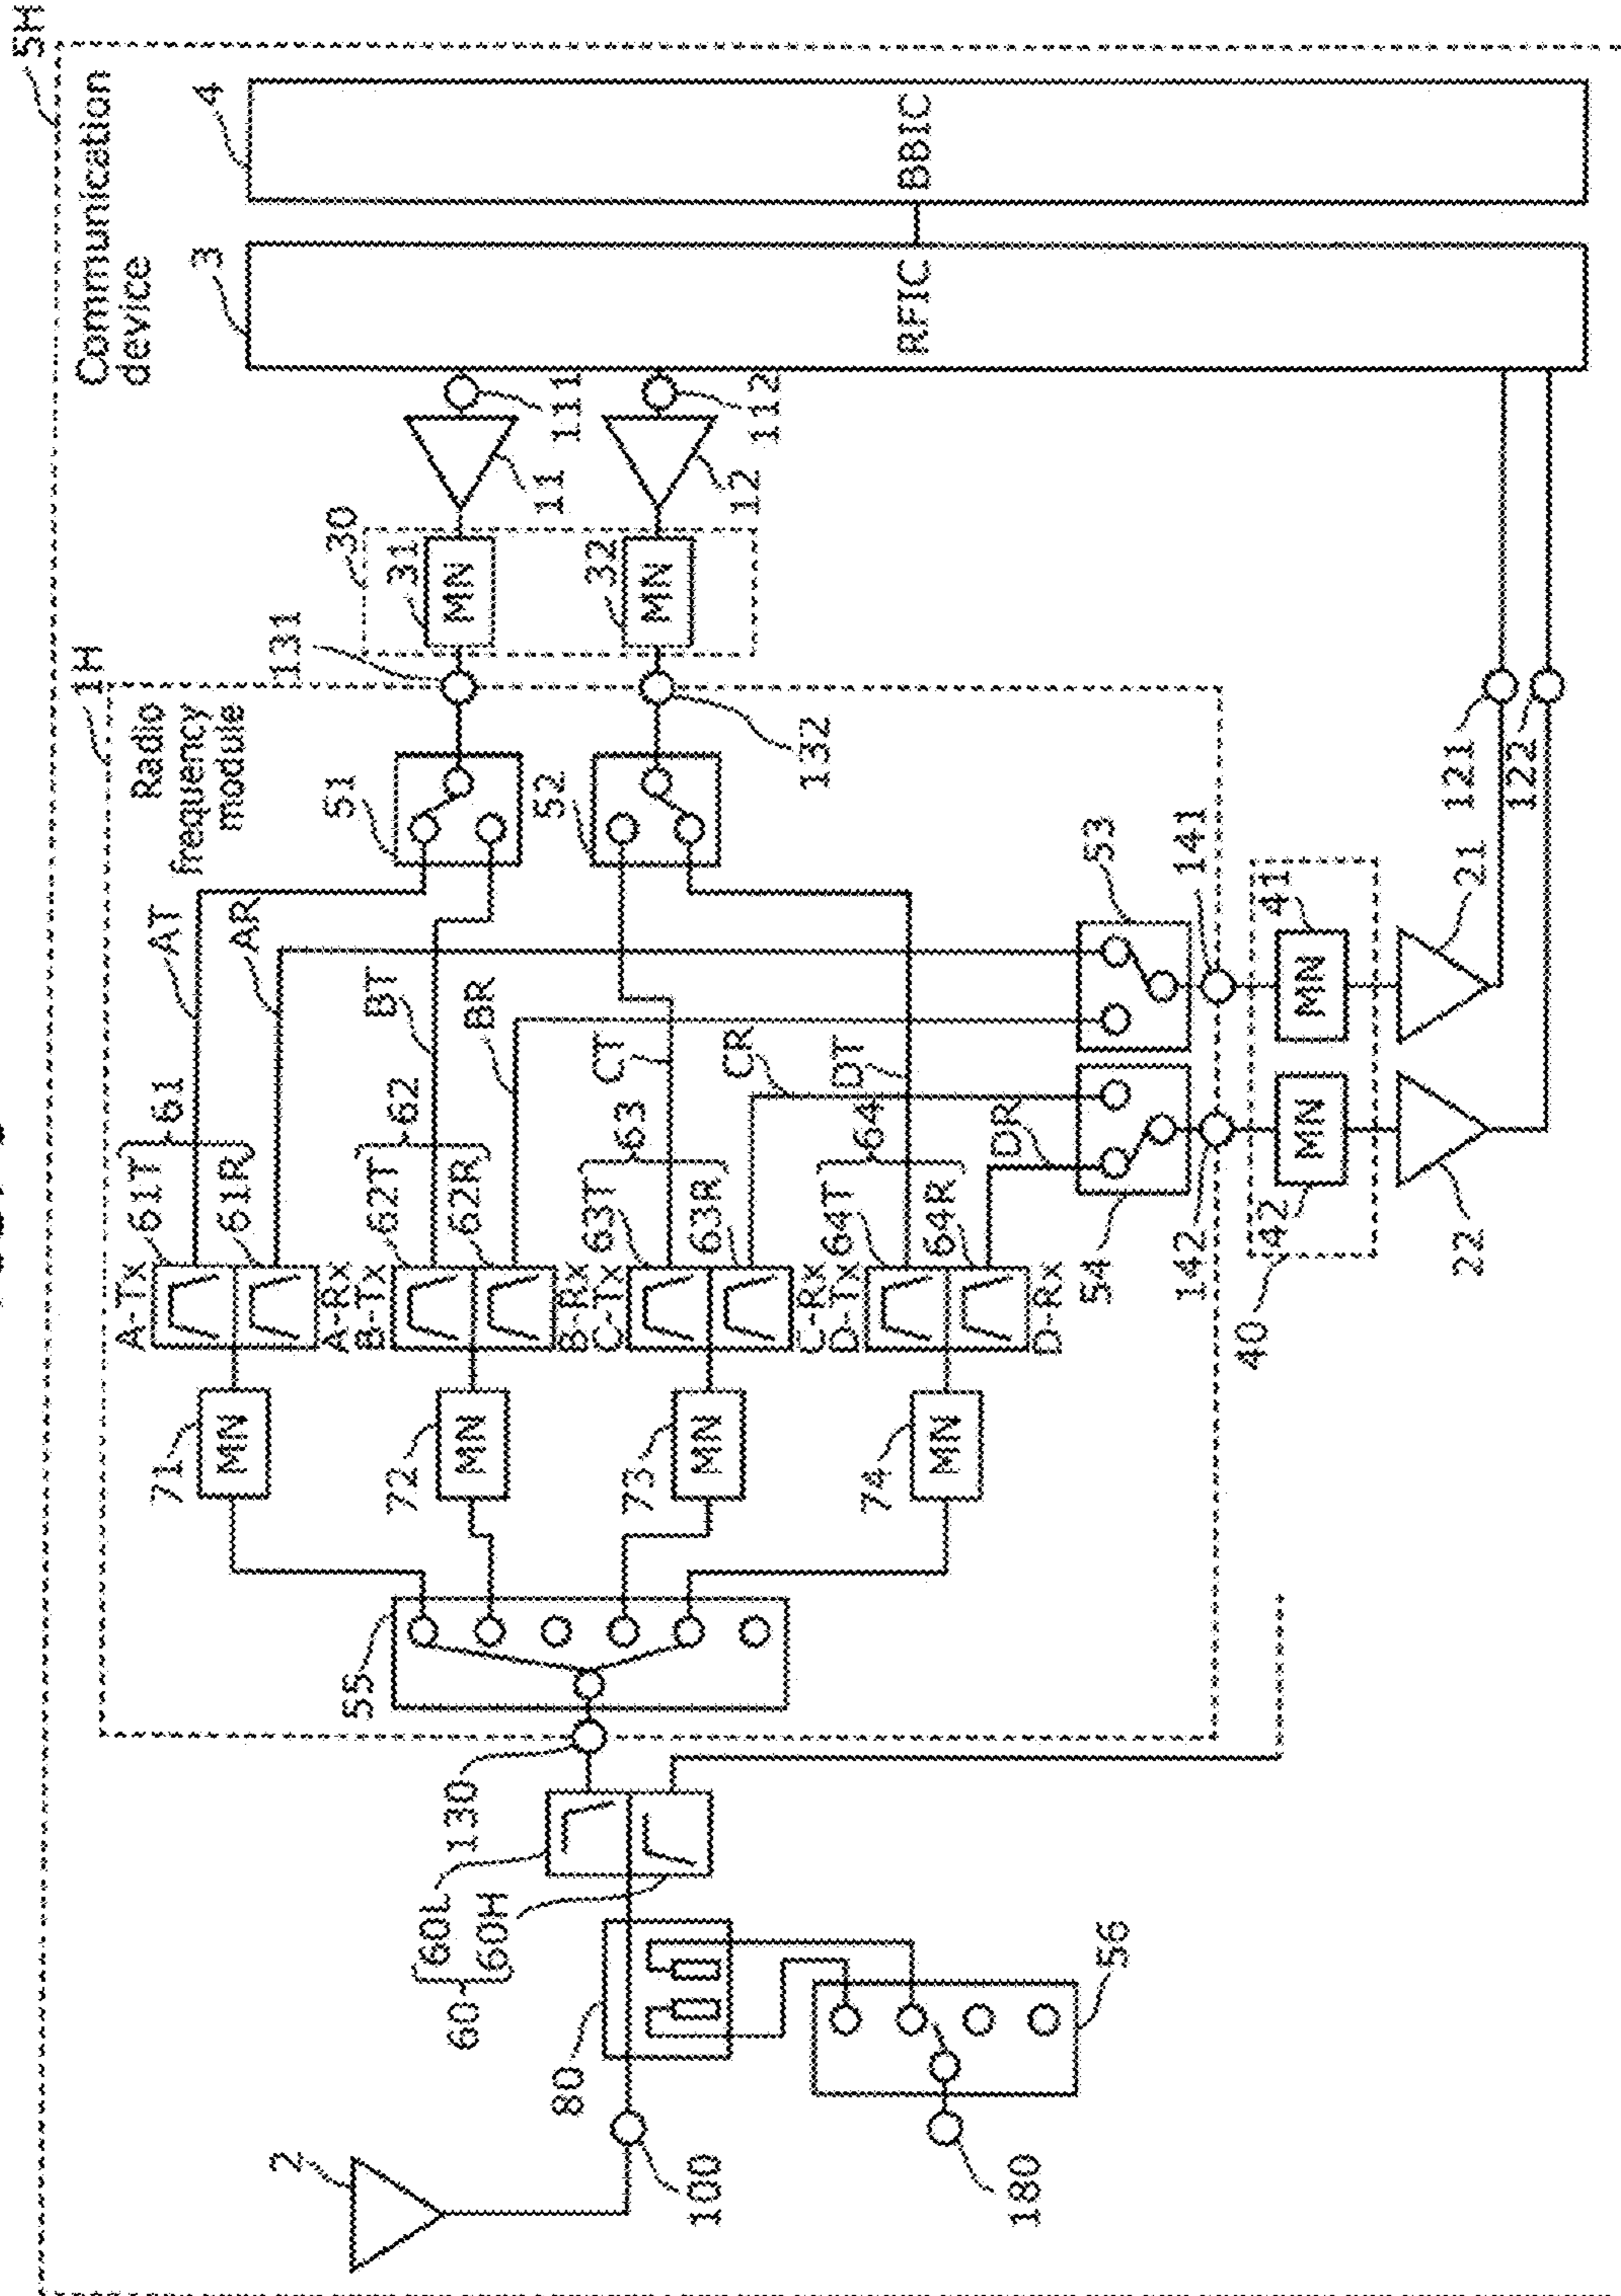 5H
Communication
device
4
BBIC
3
RFIC
111
112
11
12
30
31
MN
32
MN
131
132
1H
Radio
frequency
module
51
52
AT
AR
BT
BR
CT
CR
DT
DR
53
54
141
142
121
122
41
MN
42
MN
40
21
22
61
61T
61R
62
62T
62R
63
63T
63R
64
64T
64R
A-Tx
A-Rx
B-Tx
B-Rx
C-Tx
C-Rx
D-Tx
D-Rx
71
MN
72
MN
73
MN
74
MN
55
130
60L
60H
60
80
56
2
100
180